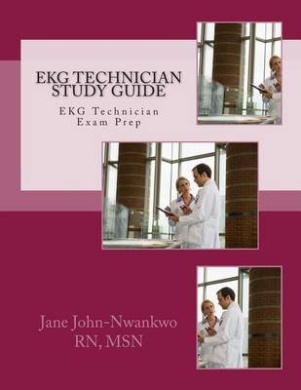 EKG TECHNICIAN
STUDY GUIDE
EKG Technician
Exam Prep
Jane John-Nwankwo
RN, MSN